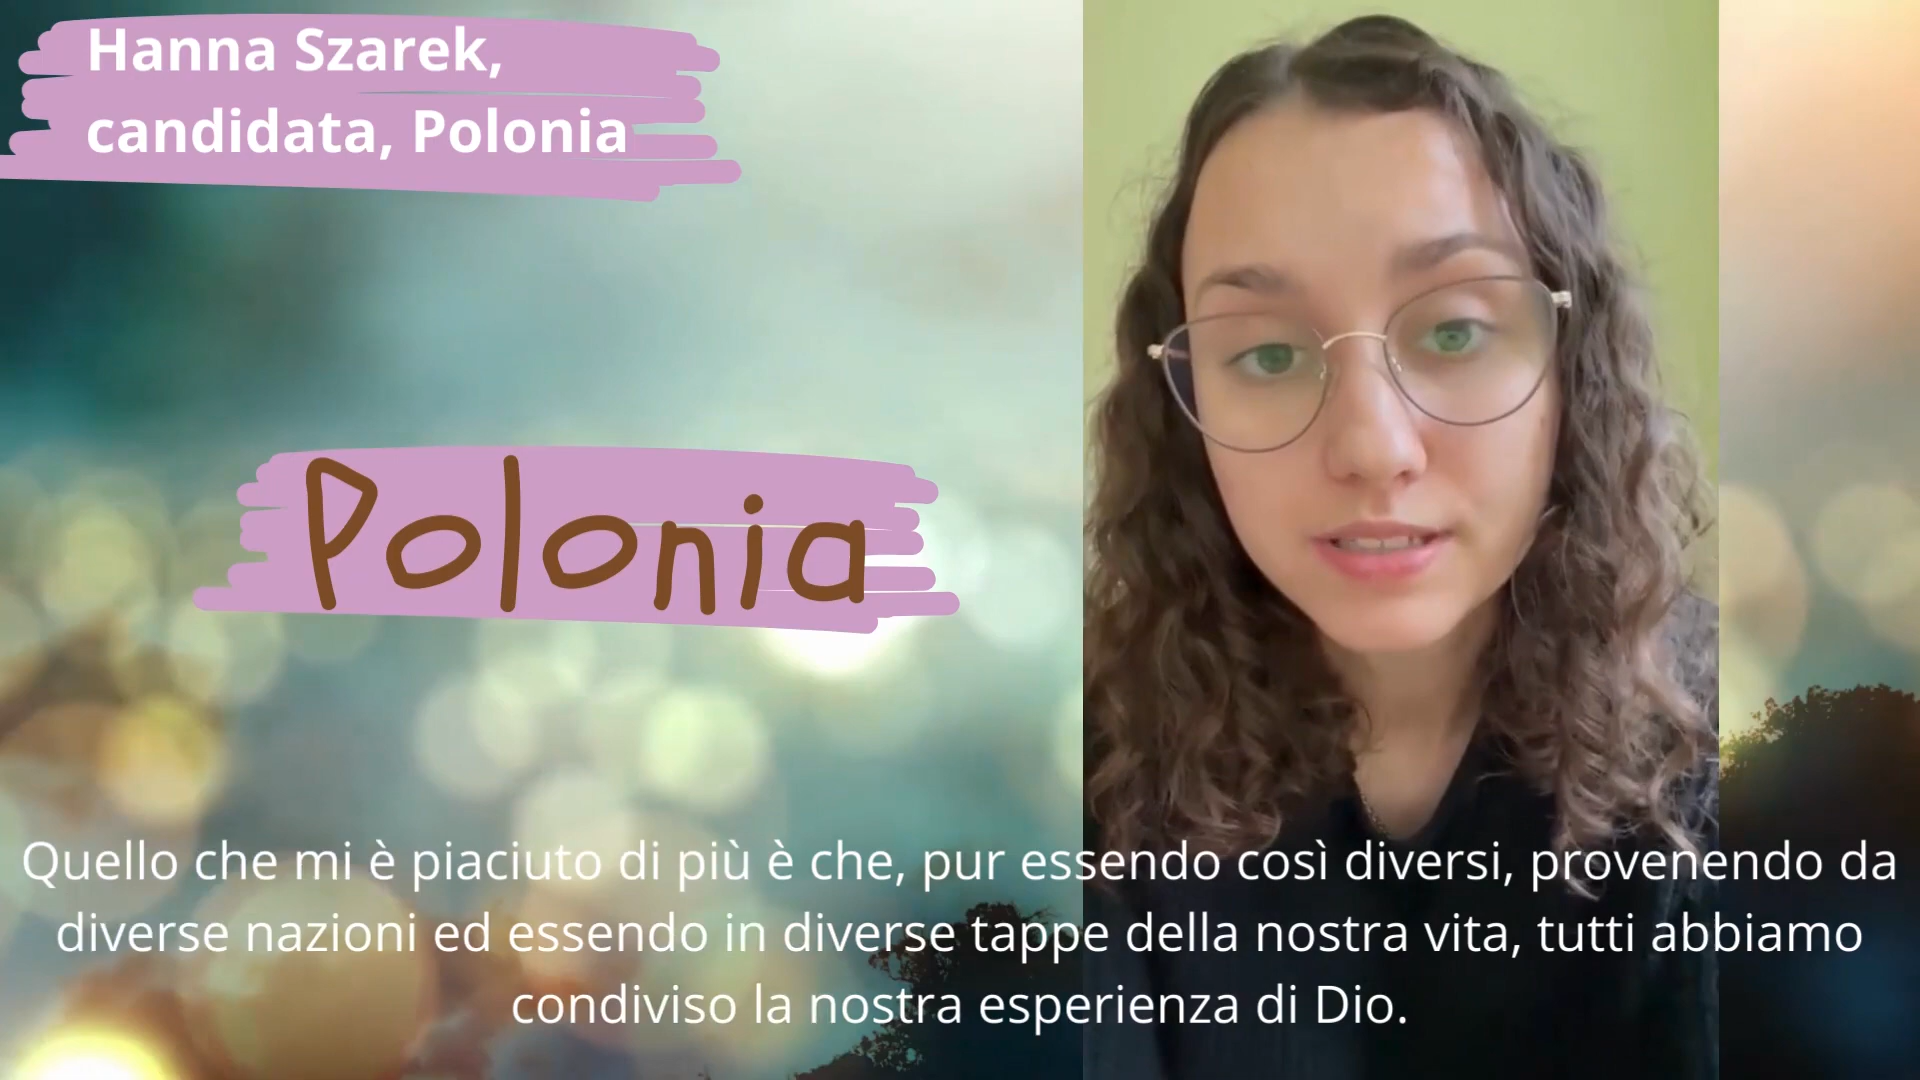 Hanna Szarek,
candidata, Polonia
Polonia
Quello che mi è piaciuto di più è che, pur essendo così diversi, provenendo da
diverse nazioni ed essendo in diverse tappe della nostra vita, tutti abbiamo
condiviso la nostra esperienza di Dio.